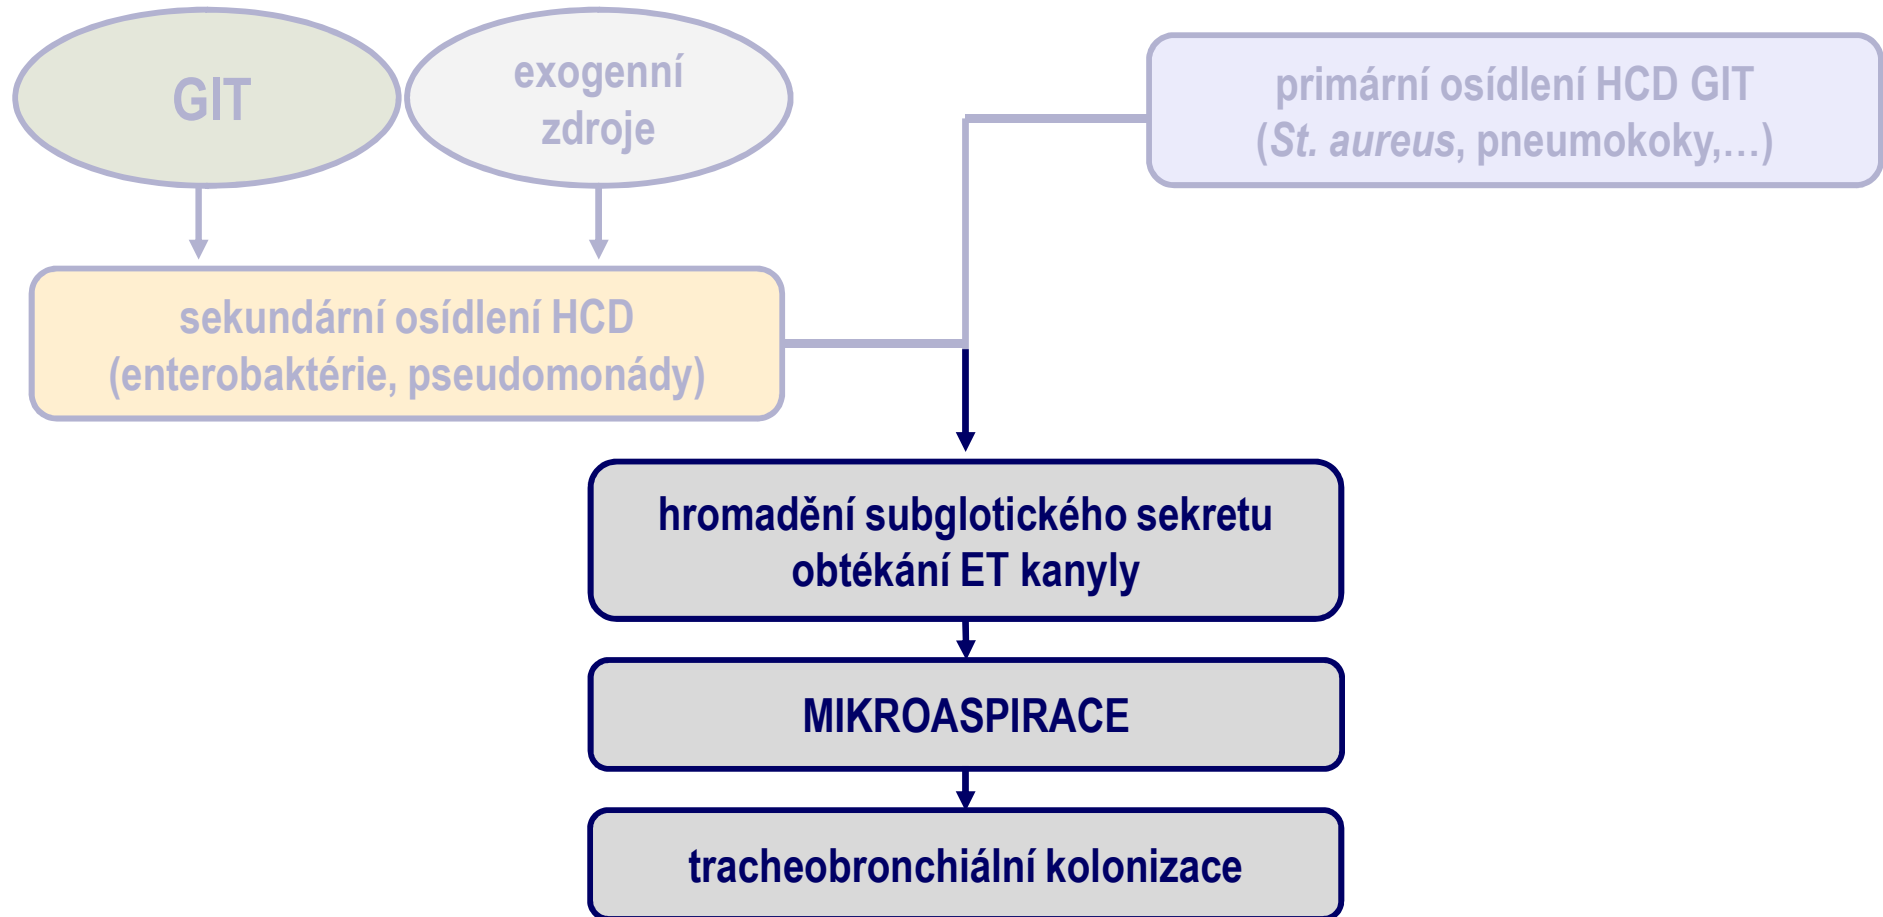 GIT
exogenní
zdroje
primární osídlení HCD GIT
(St. aureus, pneumokoky,...)
sekundární osídlení HCD
(enterobaktérie, pseudomonády)
hromadění subglotického sekretu
obtékání ET kanyly
MIKROASPIRACE
tracheobronchiální kolonizace